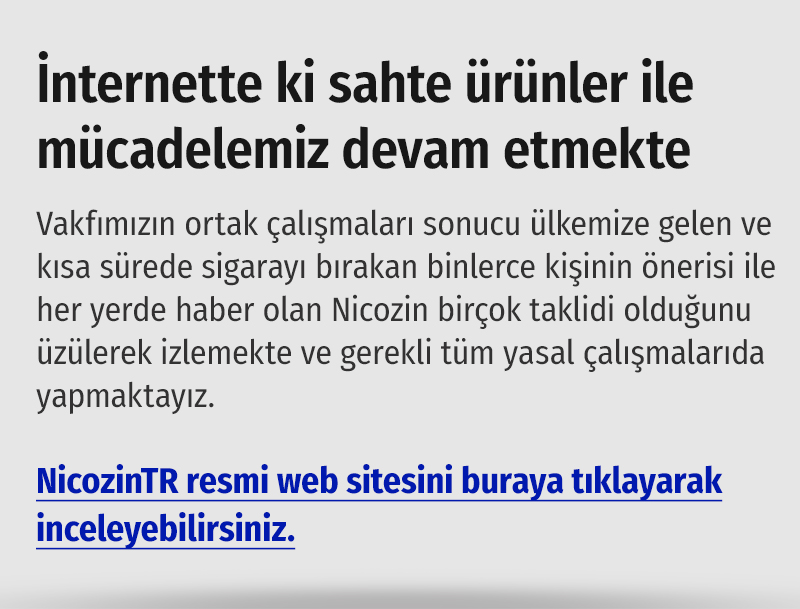 İnternette ki sahte ürünler ile
mücadelemiz devam etmekte
Vakfımızın ortak çalışmaları sonucu ülkemize gelen ve
kısa sürede sigarayı bırakan binlerce kişinin önerisi ile
her yerde haber olan Nicozin birçok taklidi olduğunu
üzülerek izlemekte ve gerekli tüm yasal çalışmalarıda
yapmaktayız.
NicozinTR resmi web sitesini buraya tıklayarak
inceleyebilirsiniz.